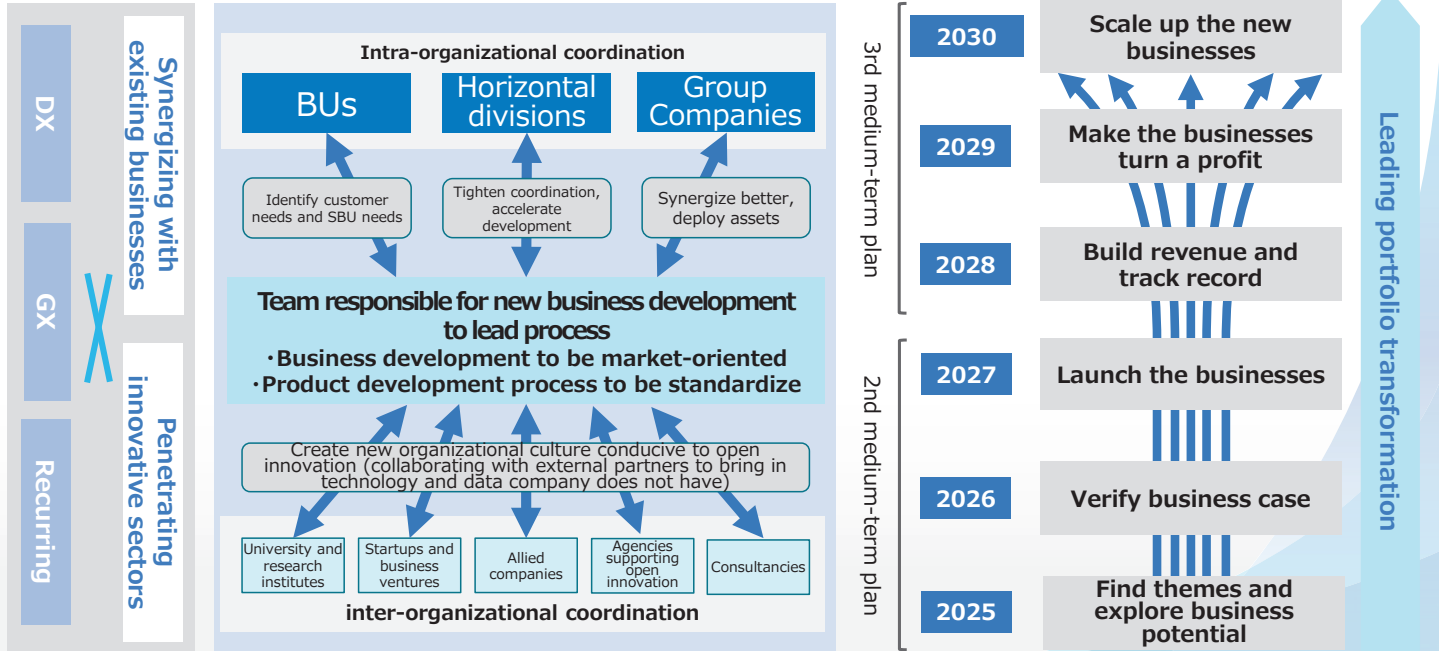 DX
GX
Recurring
Synergizing with
existing businesses
Penetrating
innovative sectors
Intra-organizational coordination
BUs
Horizontal
divisions
Group
Companies
Identify customer
needs and SBU needs
Tighten coordination,
accelerate
development
Synergize better,
deploy assets
Team responsible for new business development
to lead process
・Business development to be market-oriented
・Product development process to be standardize
Create new organizational culture conducive to open
innovation (collaborating with external partners to bring in
technology and data company does not have)
University and
research
institutes
Startups and
business
ventures
Allied
companies
Agencies
supporting
open
innovation
Consultancies
inter-organizational coordination
3rd medium-term plan
2nd medium-term plan
2030
Scale up the new
businesses
2029
Make the businesses
turn a profit
2028
Build revenue and
track record
2027
Launch the businesses
2026
Verify business case
2025
Find themes and
explore business
potential
Leading portfolio transformation